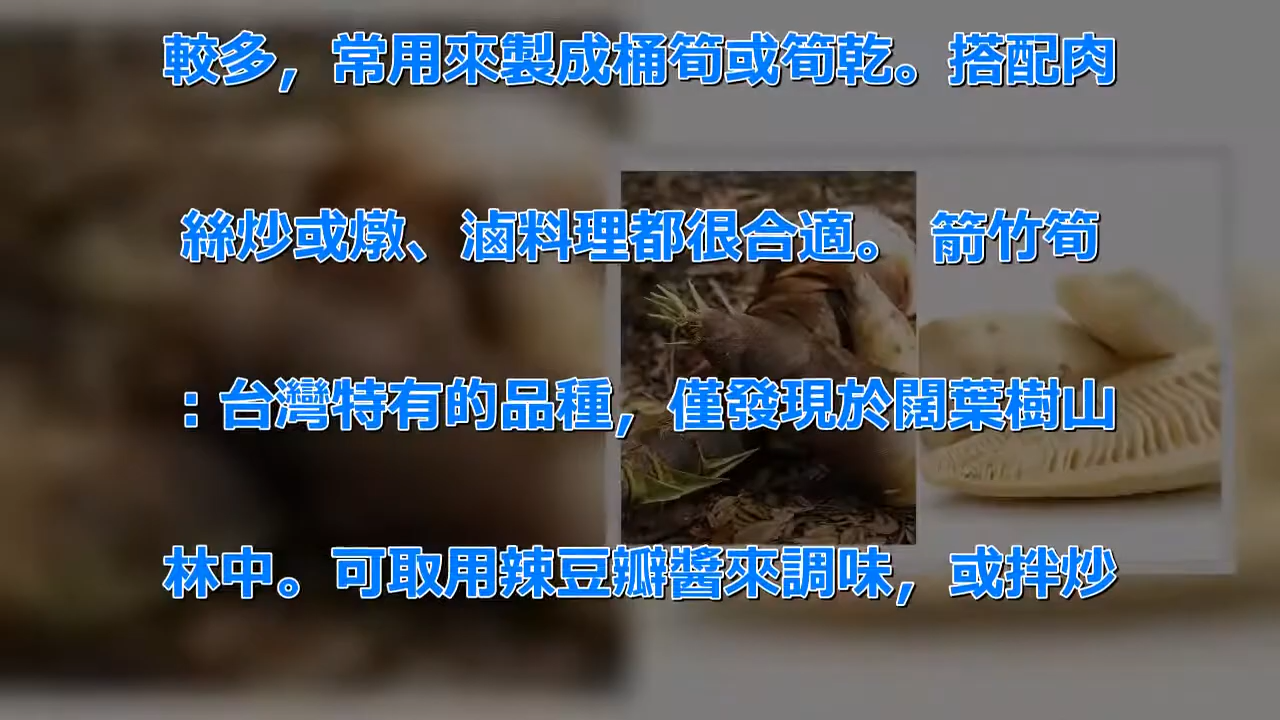 較多，常用來製成桶筍或筍乾。搭配肉
絲炒或燉、滷料理都很合適。 箭竹筍
：台灣特有的品種，僅發現於闊葉樹山
林中。可取用辣豆瓣醬來調味，或拌炒